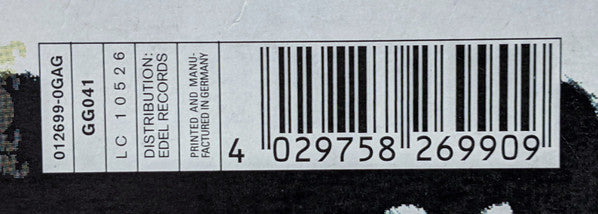 012699-0GAG
GG041
LC 10526
DISTRIBUTION:
EDEL RECORDS
PRINTED AND MANU-
FACTURED IN GERMANY
4 029758 269909